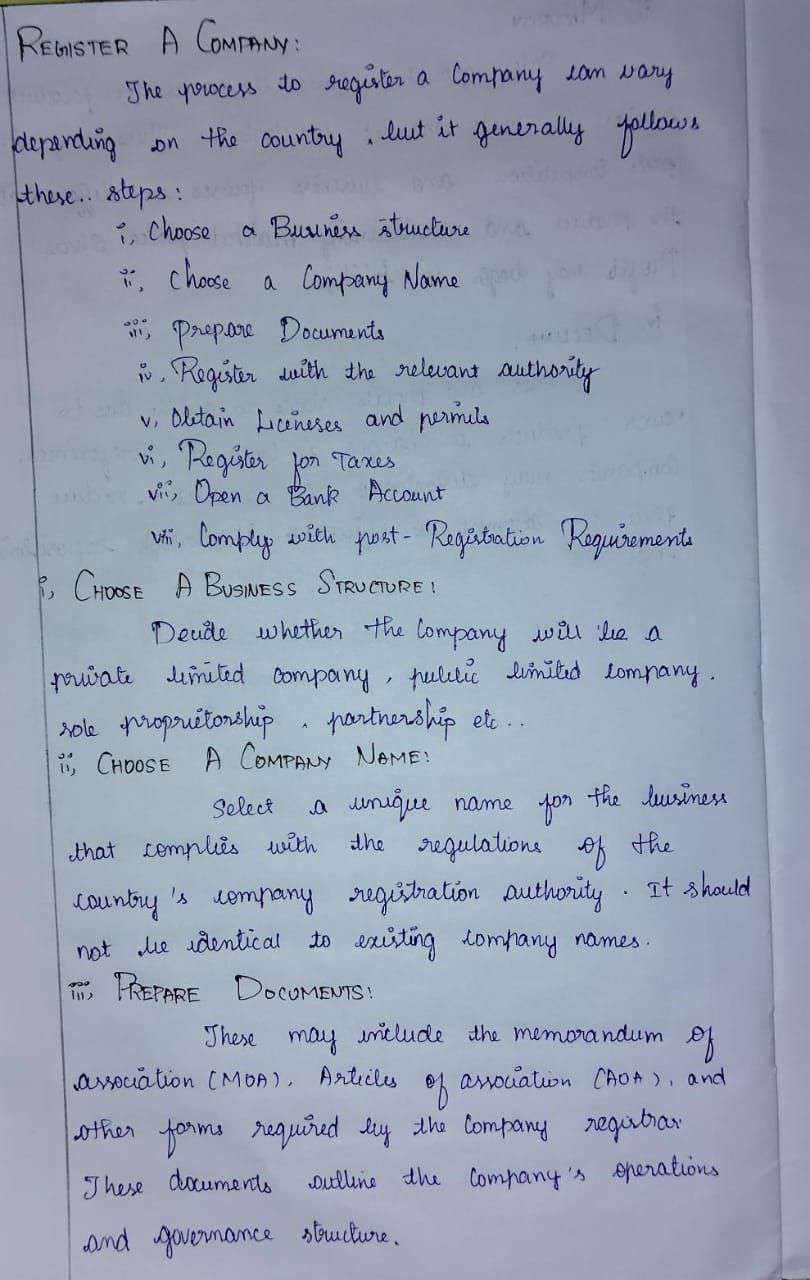 REGISTER A COMPANY:
The process to register a Company can vary
depending on the country, but it generally follows
these.. steps:
i, Choose a Business structure
ii, Choose a Company Name
iii, Prepare Documents
iv, Register with the relevant authority
v, Obtain Liceneses and permits
vi, Register for Taxes
vii, Open a Bank Account
viii, Comply with post-Registration Requirements
i, CHOOSE A BUSINESS STRUCTURE:
Decide whether the Company will be a
private limited company, public limited company.
sole proprietorship, partnership etc..
ii, CHOOSE A COMPANY NAME:
Select a unique name for the business
that complies with the regulations of the
country's company registration authority. It should
not be identical to existing company names.
iii, PREPARE DOCUMENTS:
These may include the memorandum of
association (MOA), Articles of association (AOA), and
other forms required by the Company registrar
These documents outline the Company's operations
and governance structure.